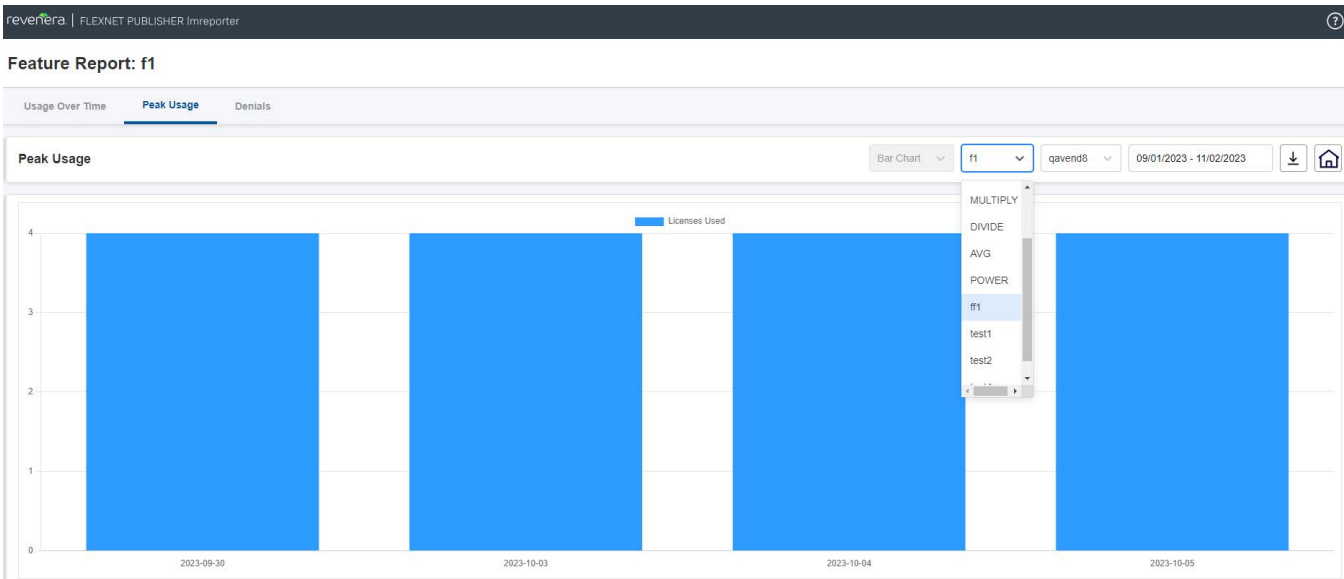 revenera. | FLEXNET PUBLISHER lmreporter
Feature Report: f1
Usage Over Time Peak Usage Denials
Peak Usage Bar Chart f1 qavend8 09/01/2023 - 11/02/2023
MULTIPLY
DIVIDE
AVG
POWER
ff1
test1
test2
Licenses Used
4
3
2
1
0
2023-09-30 2023-10-03 2023-10-04 2023-10-05